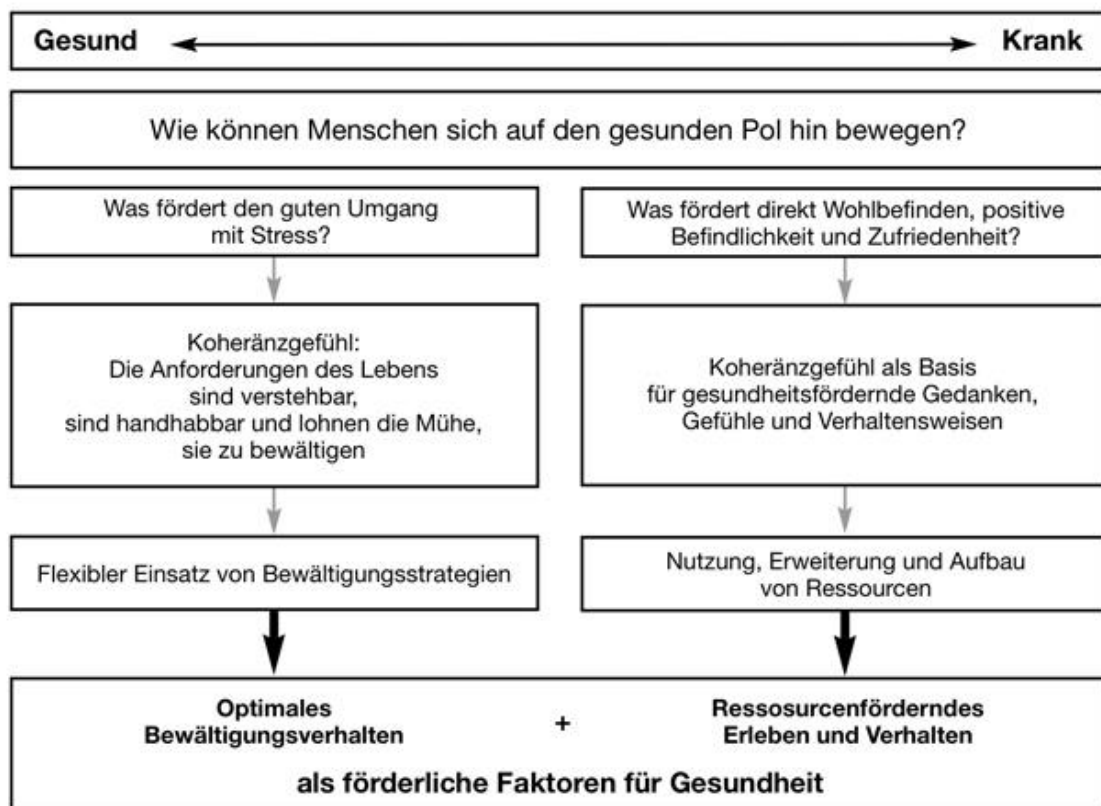 Gesund Krank
Wie können Menschen sich auf den gesunden Pol hin bewegen?
Was fördert den guten Umgang
mit Stress?
Was fördert direkt Wohlbefinden, positive
Befindlichkeit und Zufriedenheit?
Koheränzgefühl:
Die Anforderungen des Lebens
sind verstehbar,
sind handhabbar und lohnen die Mühe,
sie zu bewältigen
Koheränzgefühl als Basis
für gesundheitsfördernde Gedanken,
Gefühle und Verhaltensweisen
Flexibler Einsatz von Bewältigungsstrategien
Nutzung, Erweiterung und Aufbau
von Ressourcen
Optimales
Bewältigungsverhalten
+
Ressosurcenförderndes
Erleben und Verhalten
als förderliche Faktoren für Gesundheit